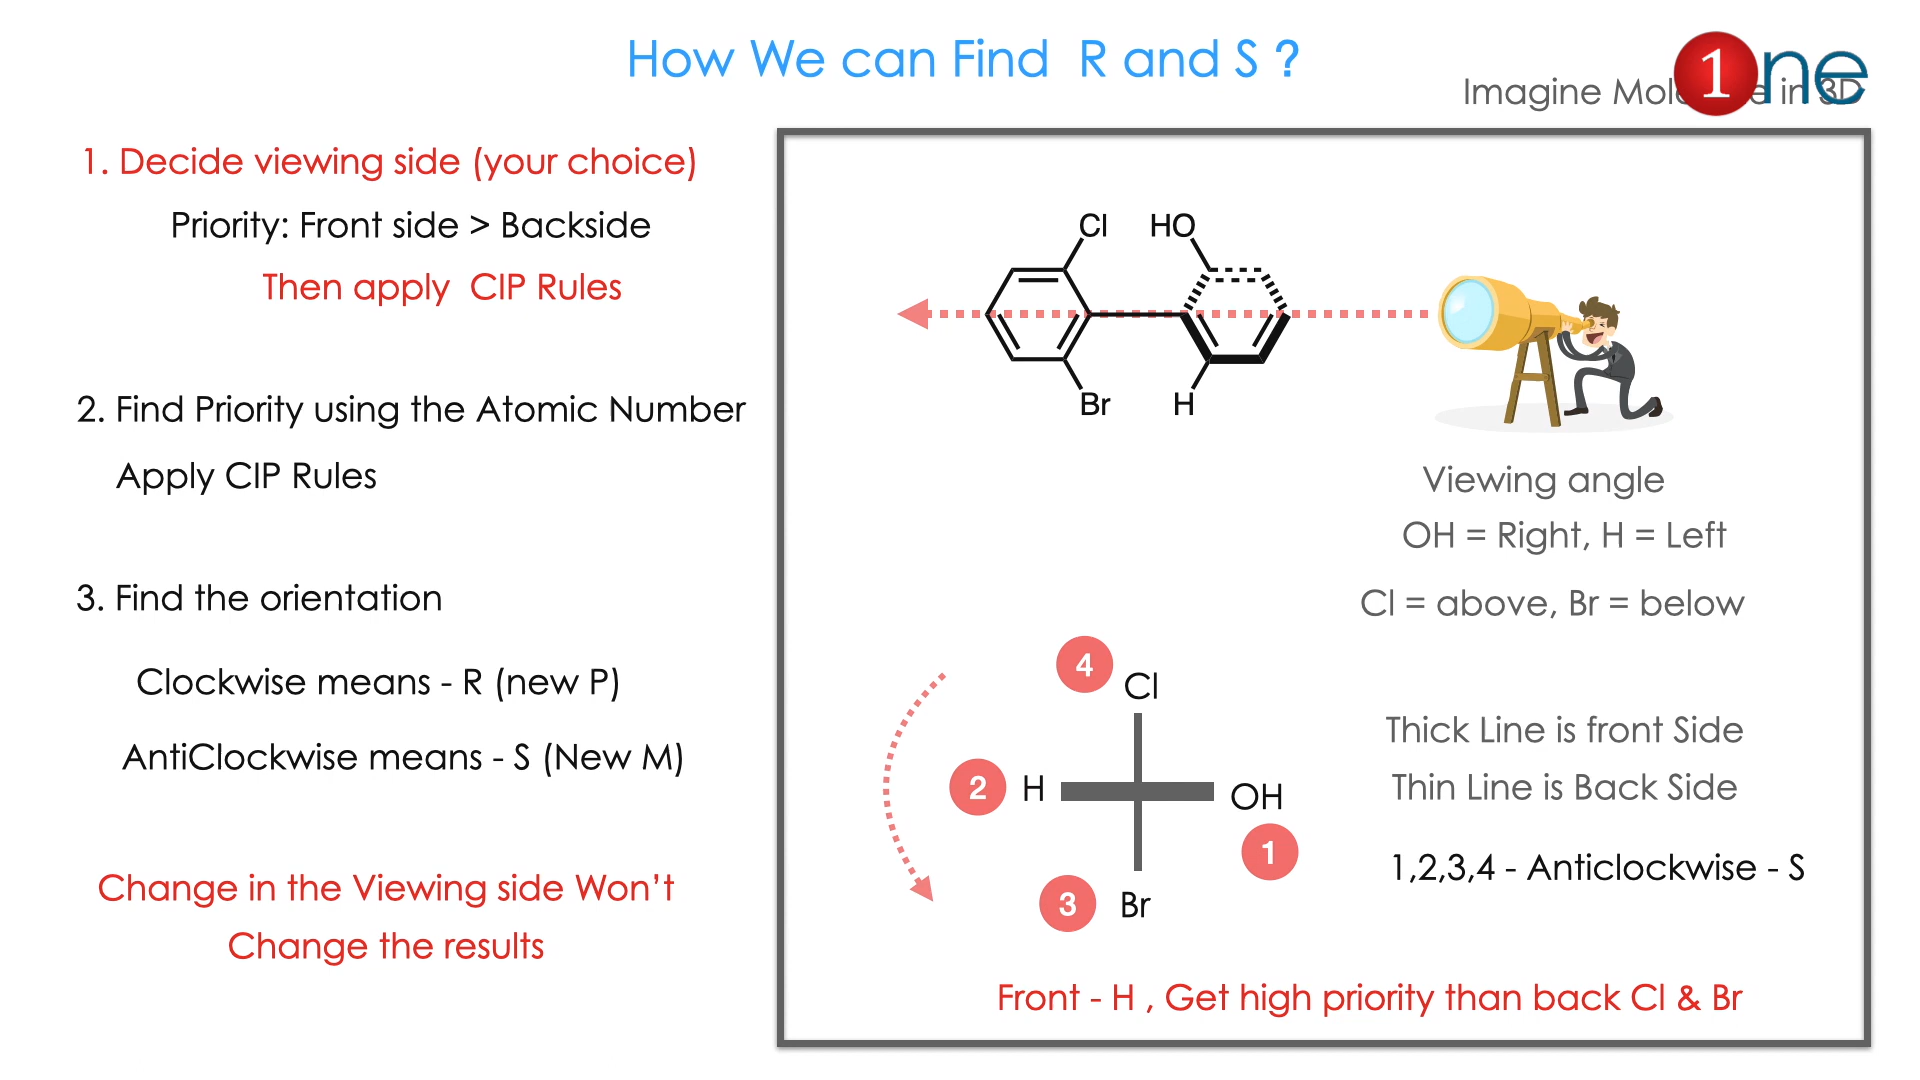 How We can Find R and S ?
1ne
Imagine Mol e in 3D
1. Decide viewing side (your choice)
Priority: Front side > Backside
Then apply CIP Rules
2. Find Priority using the Atomic Number
Apply CIP Rules
3. Find the orientation
Clockwise means - R (new P)
AntiClockwise means - S (New M)
Change in the Viewing side Won't
Change the results
Cl HO
Br H
Viewing angle
OH = Right, H = Left
Cl = above, Br = below
4 Cl
2 H OH
1
3 Br
Thick Line is front Side
Thin Line is Back Side
1,2,3,4 - Anticlockwise - S
Front - H , Get high priority than back Cl & Br